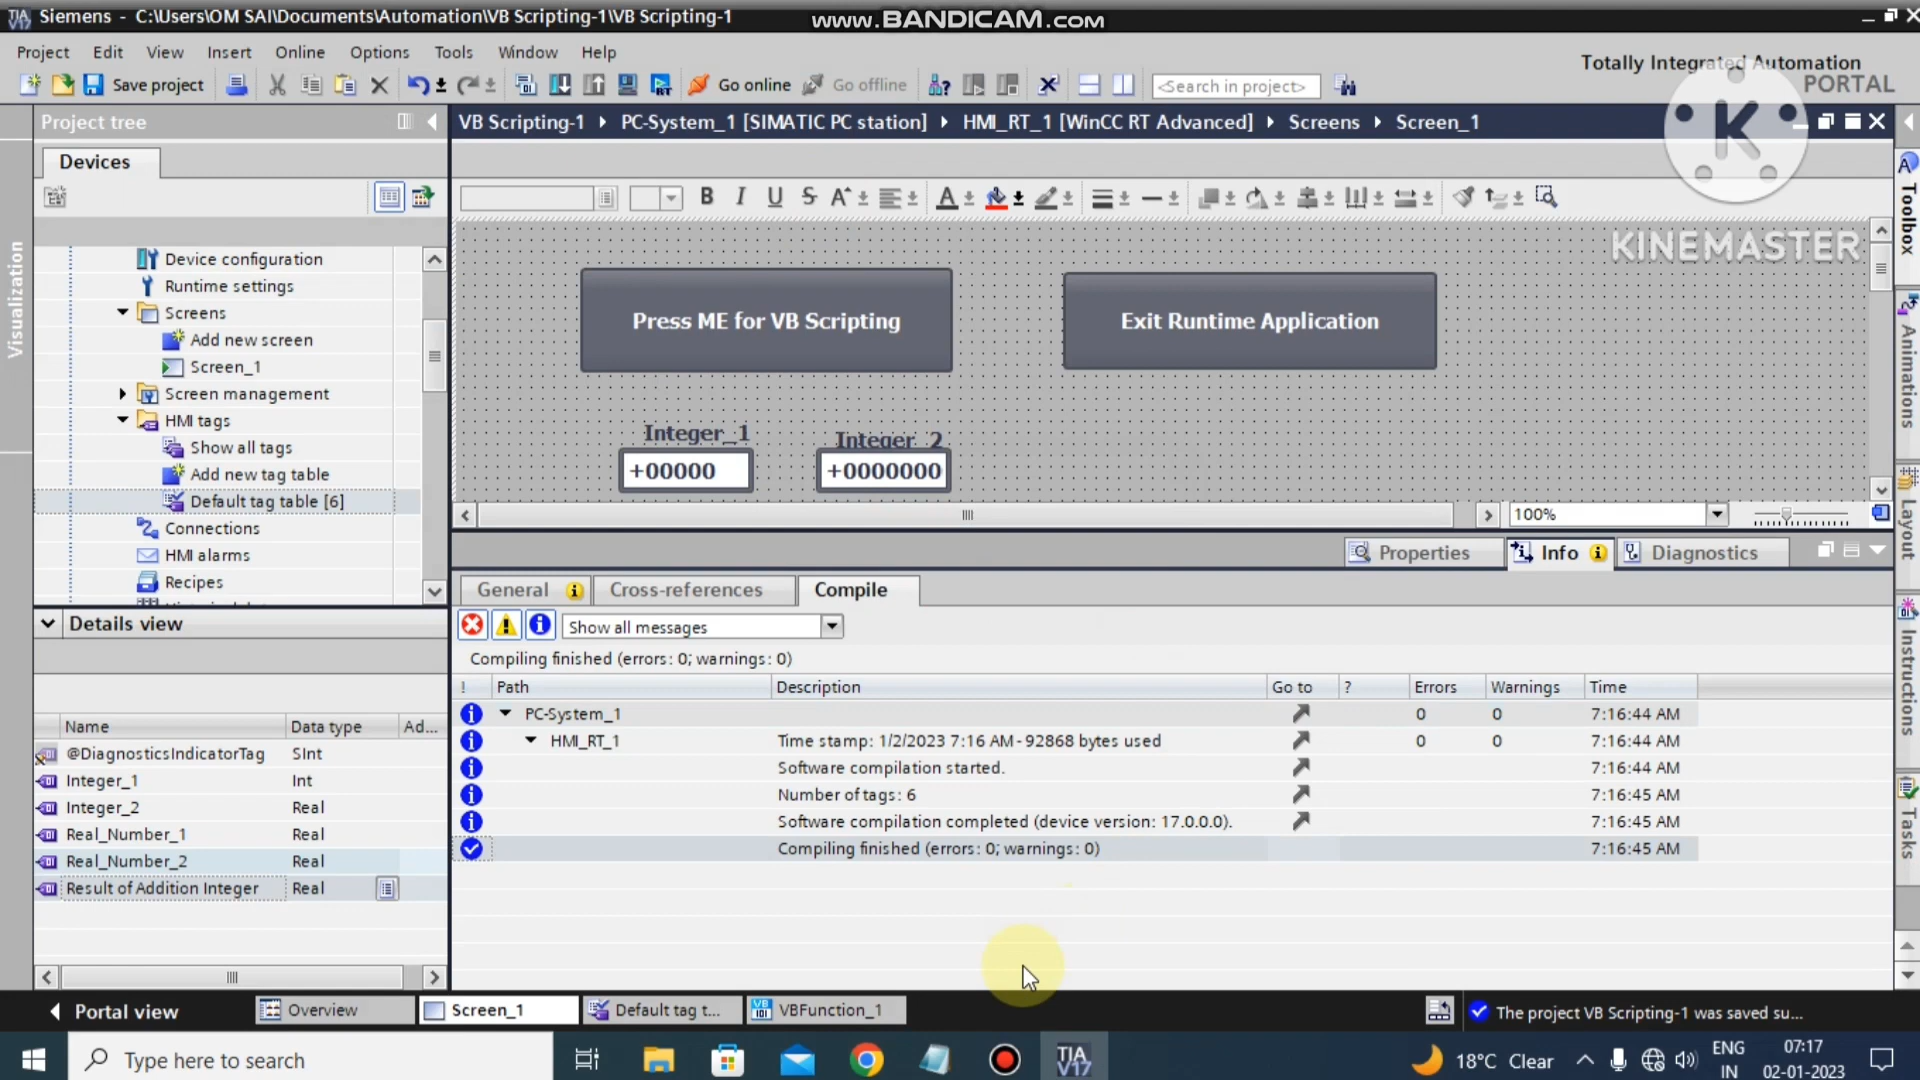 Siemens - C:\Users\OM SAI\Documents\Automation\VB Scripting-1\VB Scripting-1
www.BANDICAM.com
Project Edit View Insert Online Options Tools Window Help
Totally Integrated Automation
PORTAL
Save project
Go online
Go offline
<Search in project>
Project tree
VB Scripting-1 PC-System_1 [SIMATIC PC station] HMI_RT_1 [WinCC RT Advanced] Screens Screen_1
K
KINEMASTER
Devices
B I U S A
Visualization
Device configuration
Runtime settings
Screens
Add new screen
Screen_1
Screen management
HMI tags
Show all tags
Add new tag table
Default tag table [6]
Connections
HMI alarms
Recipes
Press ME for VB Scripting
Exit Runtime Application
Integer_1
Integer_2
+00000
+0000000
100%
Toolbox
Animations
Layout
Instructions
Tasks
Properties
Info
Diagnostics
General
Cross-references
Compile
Show all messages
Compiling finished (errors: 0; warnings: 0)
! Path Description Go to ? Errors Warnings Time
PC-System_1 0 0 7:16:44 AM
HMI_RT_1 Time stamp: 1/2/2023 7:16 AM - 92868 bytes used 0 0 7:16:44 AM
Software compilation started. 7:16:44 AM
Number of tags: 6 7:16:45 AM
Software compilation completed (device version: 17.0.0.0). 7:16:45 AM
Compiling finished (errors: 0; warnings: 0) 7:16:45 AM
Details view
Name Data type Ad...
@DiagnosticsIndicatorTag SInt
Integer_1 Int
Integer_2 Real
Real_Number_1 Real
Real_Number_2 Real
Result of Addition Integer Real
Portal view
Overview
Screen_1
Default tag t...
VBFunction_1
The project VB Scripting-1 was saved su...
Type here to search
TIA V17
18°C Clear
ENG
IN
07:17
02-01-2023